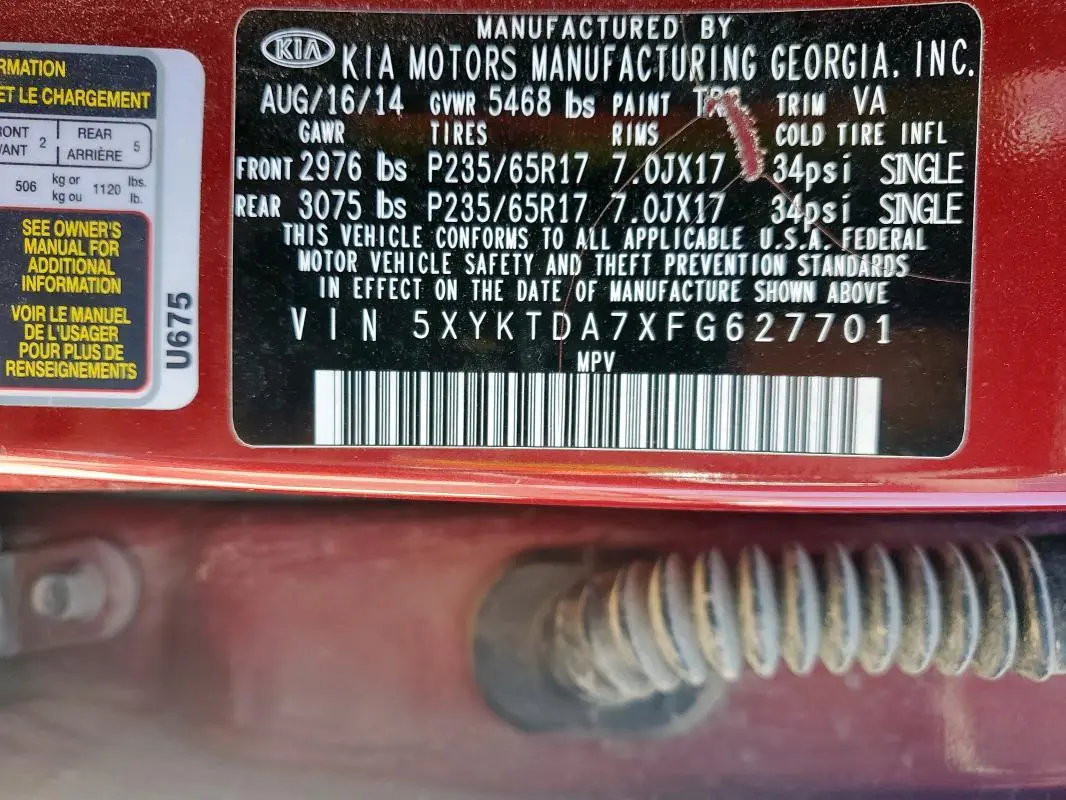 RMATION
ET LE CHARGEMENT
ONT 2 REAR 5
ANT ARRIÈRE
506 kg or 1120 lbs.
kg ou lb.
SEE OWNER'S
MANUAL FOR
ADDITIONAL
INFORMATION
VOIR LE MANUEL
DE L'USAGER
POUR PLUS DE
RENSEIGNEMENTS
U675
MANUFACTURED BY
KIA KIA MOTORS MANUFACTURING GEORGIA, INC.
AUG/16/14 GVWR 5468 lbs PAINT TRIM VA
GAWR TIRES RIMS COLD TIRE INFL
FRONT 2976 lbs P235/65R17 7.0JX17 34psi SINGLE
REAR 3075 lbs P235/65R17 7.0JX17 34psi SINGLE
THIS VEHICLE CONFORMS TO ALL APPLICABLE U.S.A. FEDERAL
MOTOR VEHICLE SAFETY AND THEFT PREVENTION STANDARDS
IN EFFECT ON THE DATE OF MANUFACTURE SHOWN ABOVE
VIN 5XYKTDA7XFG627701
MPV